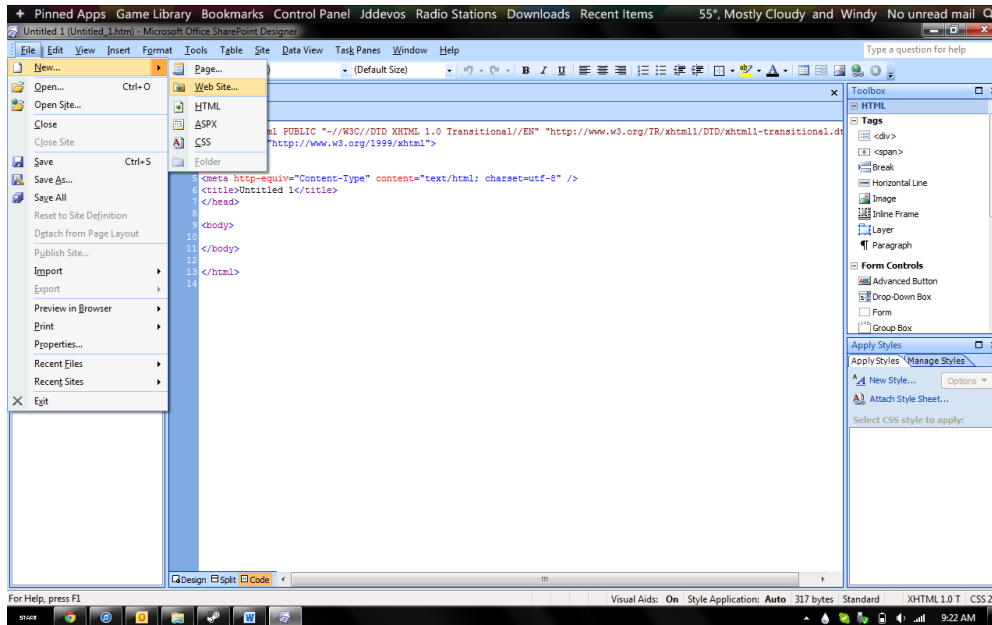 + Pinned Apps Game Library Bookmarks Control Panel Jddevos Radio Stations Downloads Recent Items 55°, Mostly Cloudy and Windy No unread mail
Untitled 1 (Untitled_1.htm) - Microsoft Office SharePoint Designer
File Edit View Insert Format Tools Table Site Data View Task Panes Window Help Type a question for help
New...
Open... Ctrl+O
Open Site...
Close
Close Site
Save Ctrl+S
Save As...
Save All
Reset to Site Definition
Detach from Page Layout
Publish Site...
Import
Export
Preview in Browser
Print
Properties...
Recent Files
Recent Sites
Exit
Page...
Web Site...
HTML
ASPX
CSS
Folder
(Default Size) B I U
ml PUBLIC "-//W3C//DTD XHTML 1.0 Transitional//EN" "http://www.w3.org/TR/xhtml1/DTD/xhtml1-transitional.dt
"http://www.w3.org/1999/xhtml">
5 <meta http-equiv="Content-Type" content="text/html; charset=utf-8" />
6 <title>Untitled 1</title>
7 </head>
8
9 <body>
10
11 </body>
12
13 </html>
14
Toolbox
HTML
Tags
<div>
<span>
Break
Horizontal Line
Image
Inline Frame
Layer
Paragraph
Form Controls
Advanced Button
Drop-Down Box
Form
Group Box
Apply Styles
Apply Styles Manage Styles
New Style... Options
Attach Style Sheet...
Select CSS style to apply:
Design Split Code
For Help, press F1 Visual Aids: On Style Application: Auto 317 bytes Standard XHTML 1.0 T CSS 2
START 9:22 AM